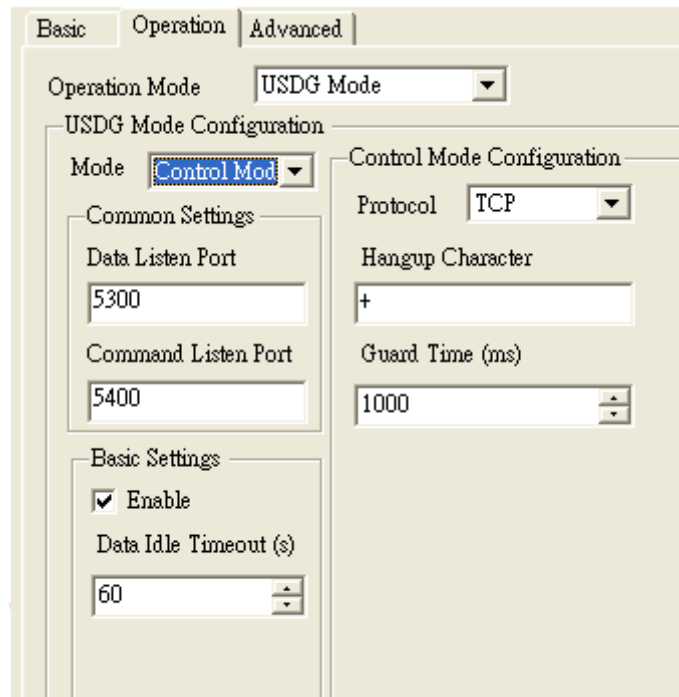 Basic Operation Advanced
Operation Mode USDG Mode
USDG Mode Configuration
Mode Control Mod
Common Settings
Data Listen Port
5300
Command Listen Port
5400
Basic Settings
Enable
Data Idle Timeout (s)
60
Control Mode Configuration
Protocol TCP
Hangup Character
+
Guard Time (ms)
1000